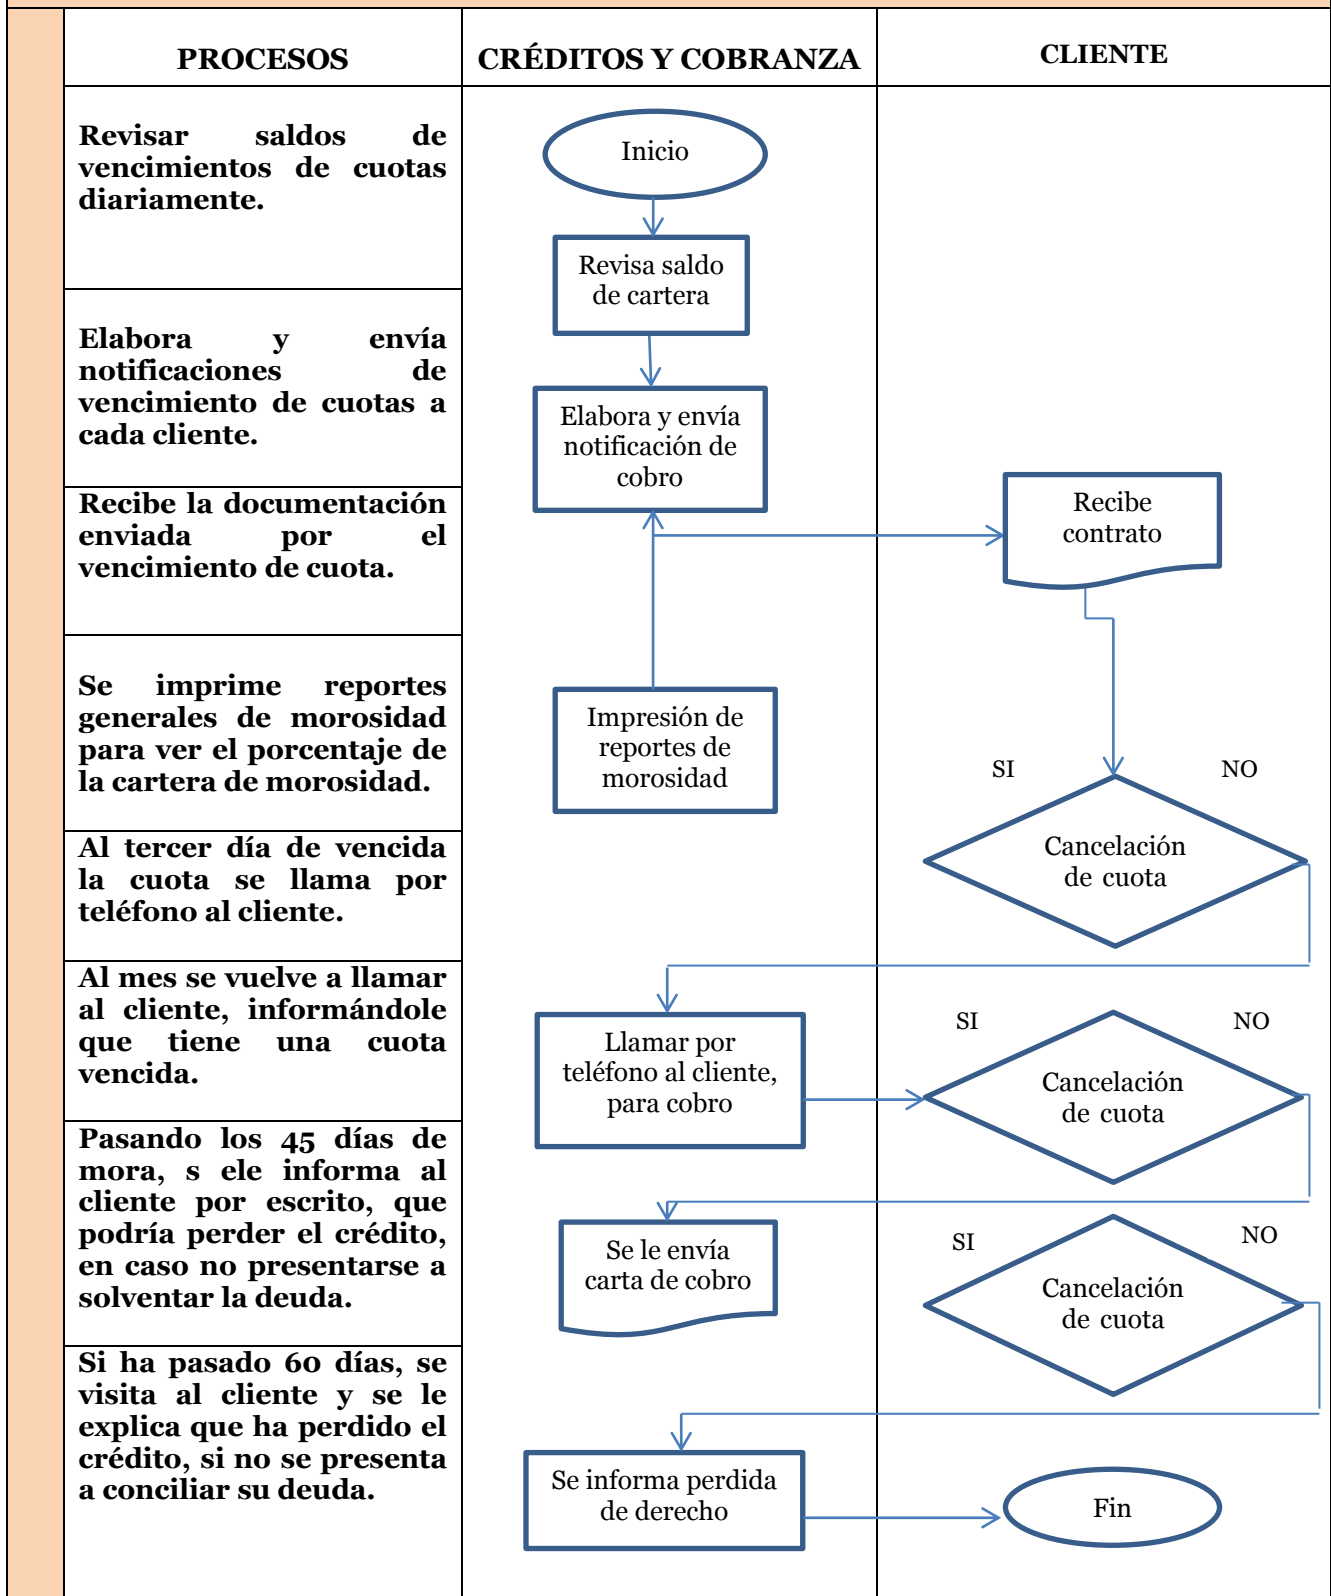 PROCESOS
CRÉDITOS Y COBRANZA
CLIENTE
Revisar saldos de
vencimientos de cuotas
diariamente.
Elabora y envía
notificaciones de
vencimiento de cuotas a
cada cliente.
Recibe la documentación
enviada por el
vencimiento de cuota.
Se imprime reportes
generales de morosidad
para ver el porcentaje de
la cartera de morosidad.
Al tercer día de vencida
la cuota se llama por
teléfono al cliente.
Al mes se vuelve a llamar
al cliente, informándole
que tiene una cuota
vencida.
Pasando los 45 días de
mora, s ele informa al
cliente por escrito, que
podría perder el crédito,
en caso no presentarse a
solventar la deuda.
Si ha pasado 60 días, se
visita al cliente y se le
explica que ha perdido el
crédito, si no se presenta
a conciliar su deuda.
Inicio
Revisa saldo
de cartera
Elabora y envía
notificación de
cobro
Recibe
contrato
Impresión de
reportes de
morosidad
SI
NO
Cancelación
de cuota
Llamar por
teléfono al cliente,
para cobro
SI
NO
Cancelación
de cuota
Se le envía
carta de cobro
SI
NO
Cancelación
de cuota
Se informa perdida
de derecho
Fin